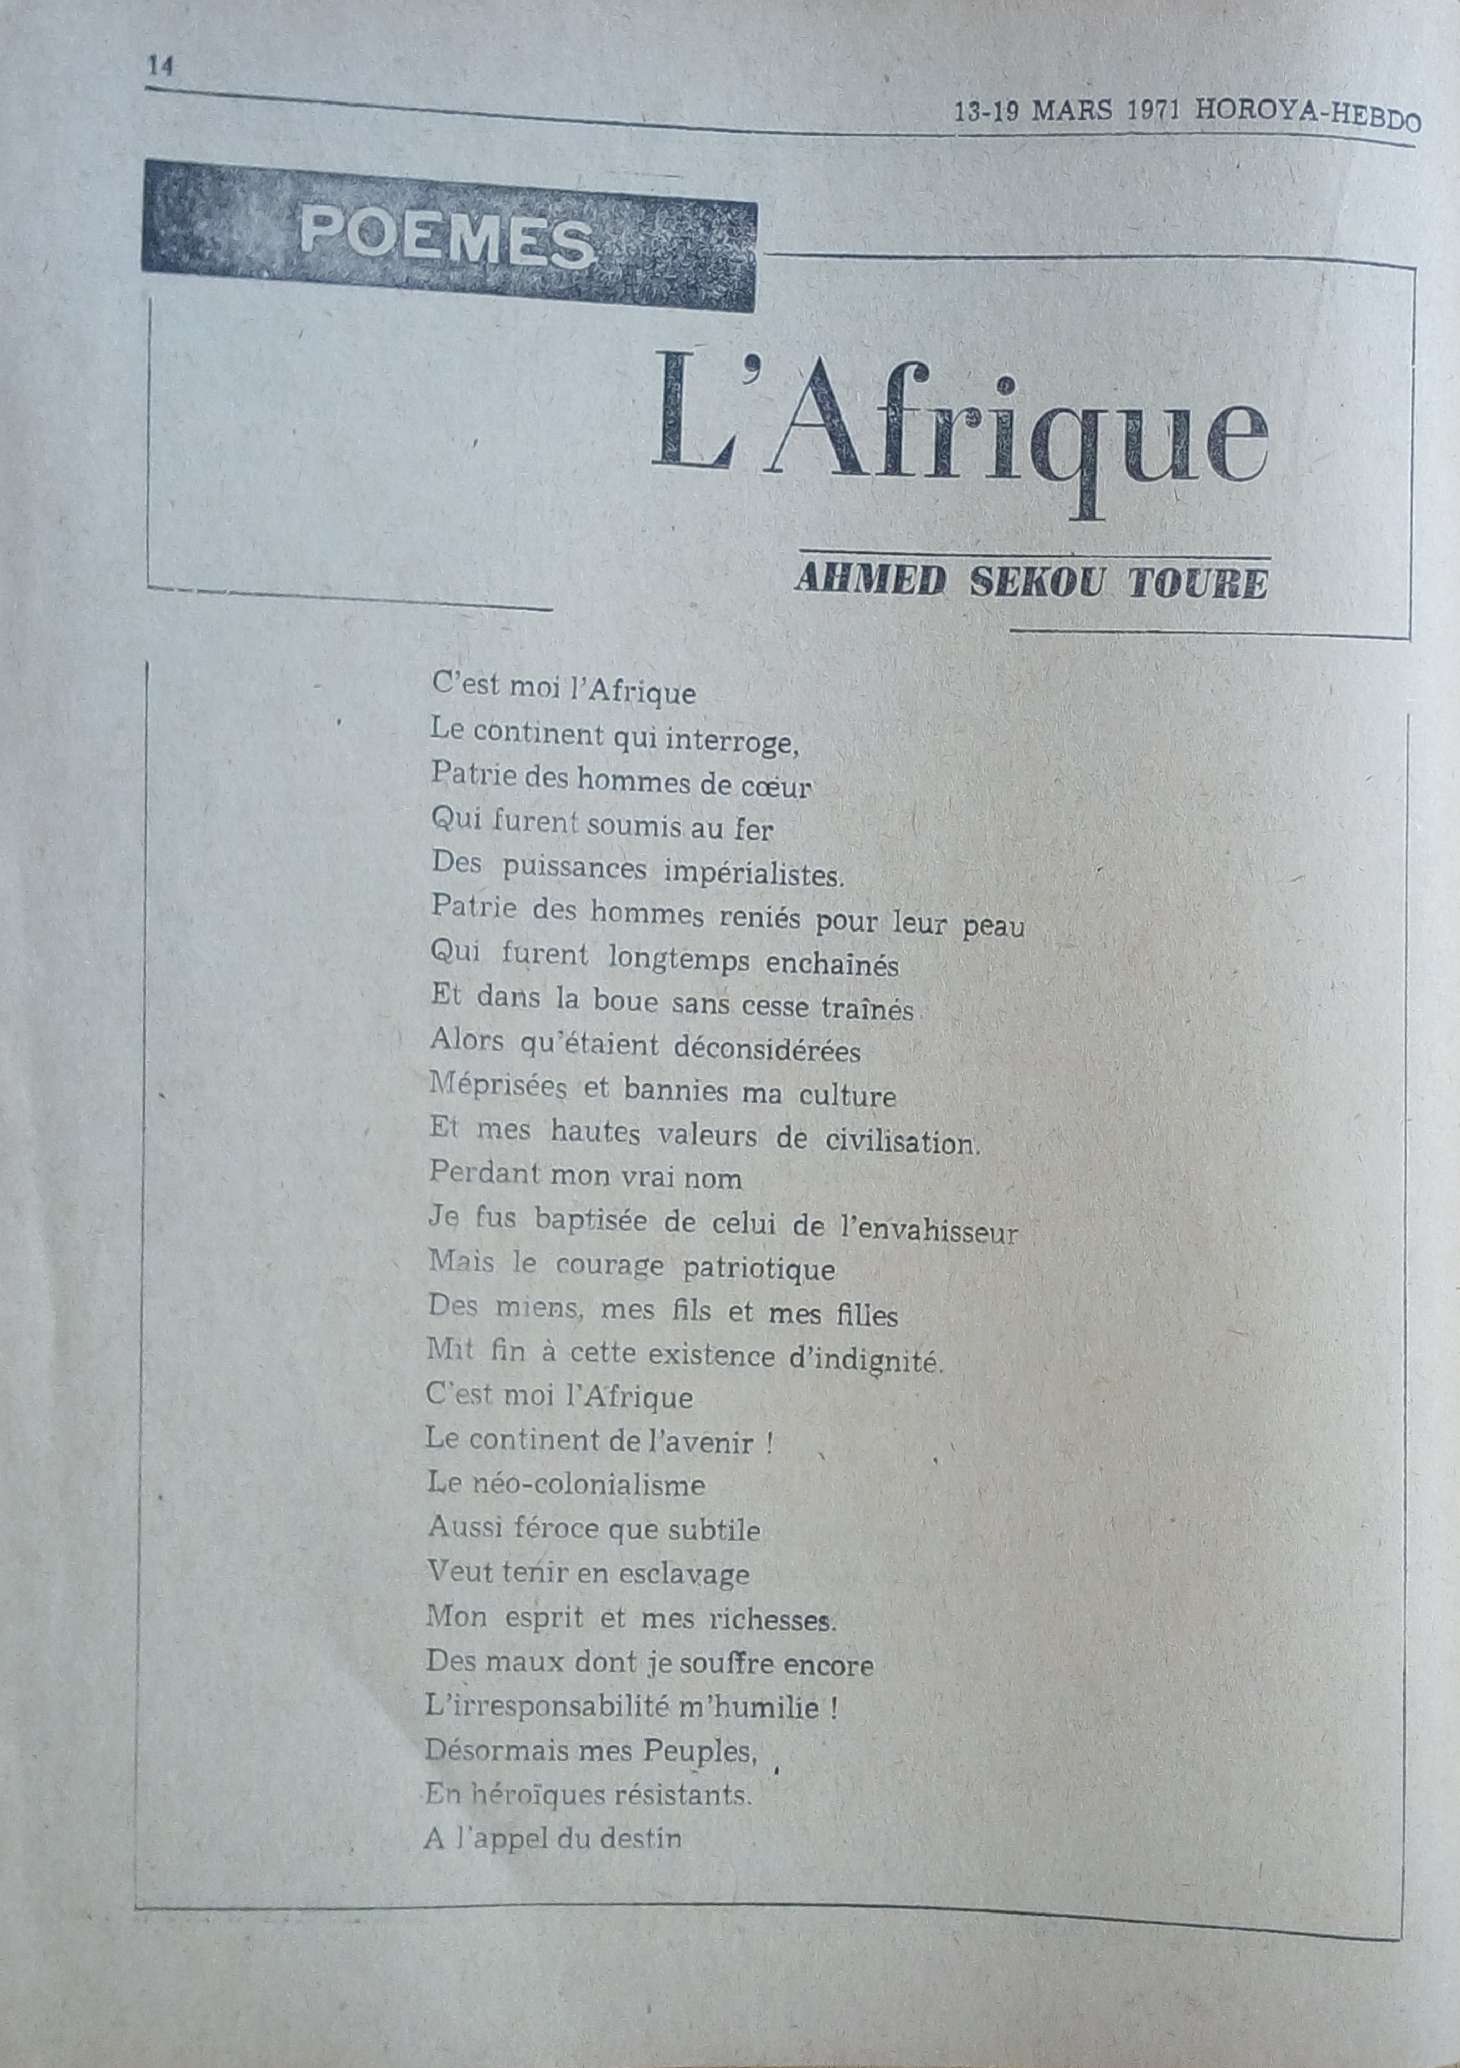 14
13-19 MARS 1971 HOROYA-HEBDO
POEMES
L'Afrique
AHMED SEKOU TOURE
C'est moi l'Afrique
Le continent qui interroge,
Patrie des hommes de cœur
Qui furent soumis au fer
Des puissances impérialistes.
Patrie des hommes reniés pour leur peau
Qui furent longtemps enchaînés
Et dans la boue sans cesse traînés
Alors qu'étaient déconsidérées
Méprisées et bannies ma culture
Et mes hautes valeurs de civilisation.
Perdant mon vrai nom
Je fus baptisée de celui de l'envahisseur
Mais le courage patriotique
Des miens, mes fils et mes filles
Mit fin à cette existence d'indignité.
C'est moi l'Afrique
Le continent de l'avenir !
Le néo-colonialisme
Aussi féroce que subtile
Veut tenir en esclavage
Mon esprit et mes richesses.
Des maux dont je souffre encore
L'irresponsabilité m'humilie !
Désormais mes Peuples,
En héroïques résistants.
A l'appel du destin